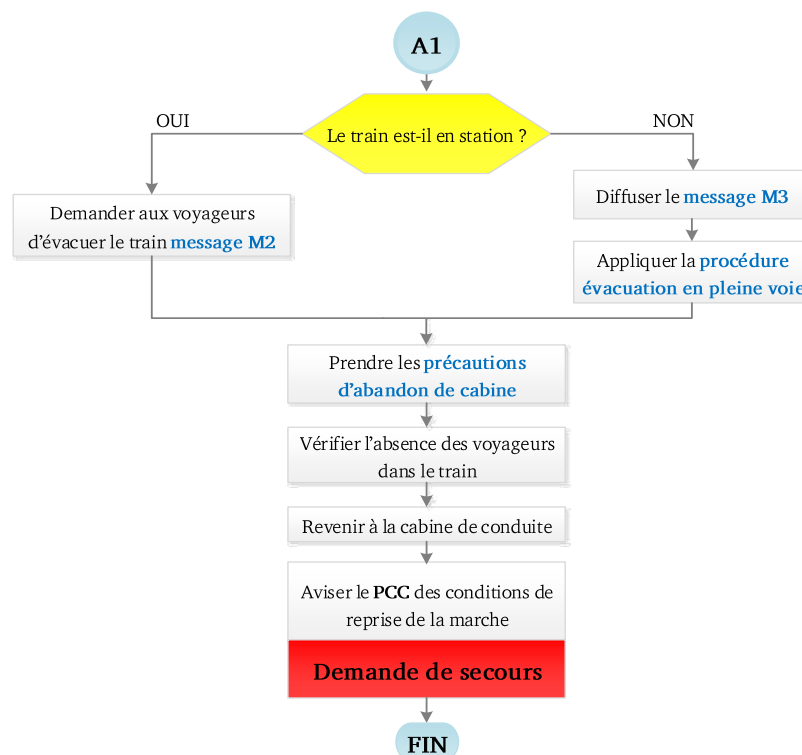 A1
Le train est-il en station ?
OUI
NON
Demander aux voyageurs
d’évacuer le train message M2
Diffuser le message M3
Appliquer la procédure
évacuation en pleine voie
Prendre les précautions
d’abandon de cabine
Vérifier l’absence des voyageurs
dans le train
Revenir à la cabine de conduite
Aviser le PCC des conditions de
reprise de la marche
Demande de secours
FIN